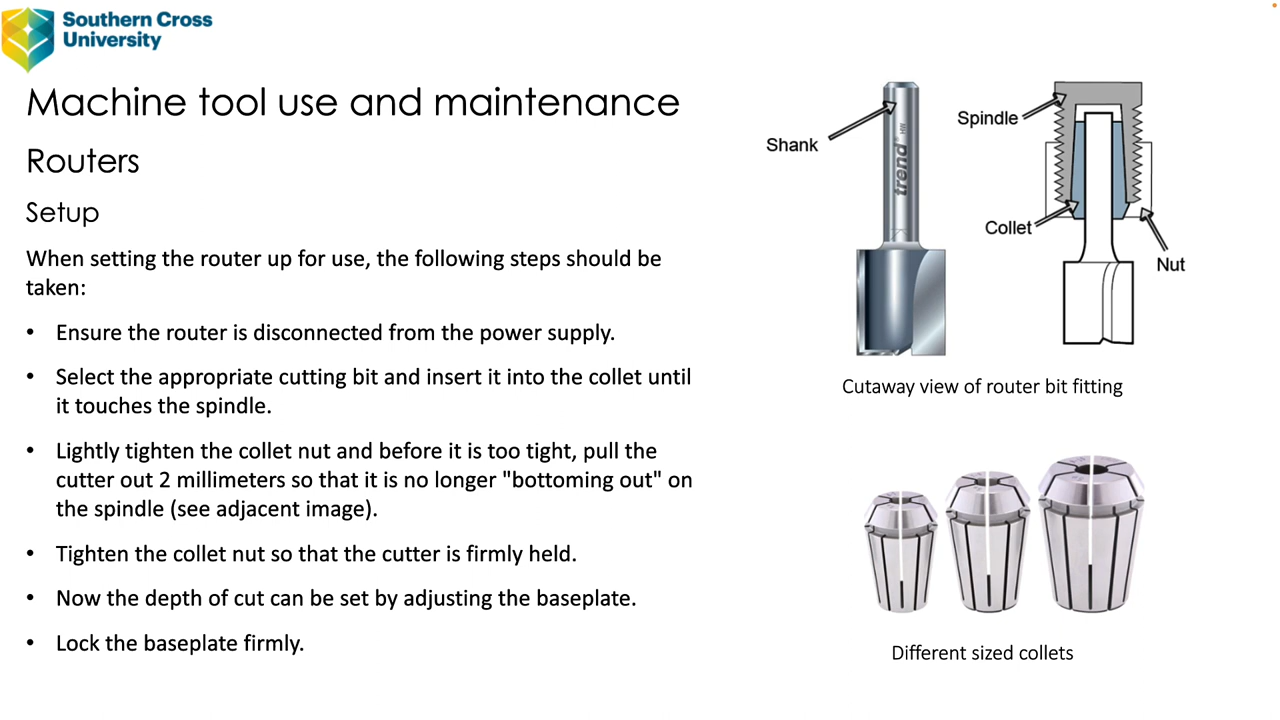 Southern Cross
University
Machine tool use and maintenance
Routers
Setup
When setting the router up for use, the following steps should be
taken:
• Ensure the router is disconnected from the power supply.
• Select the appropriate cutting bit and insert it into the collet until
it touches the spindle.
• Lightly tighten the collet nut and before it is too tight, pull the
cutter out 2 millimeters so that it is no longer "bottoming out" on
the spindle (see adjacent image).
• Tighten the collet nut so that the cutter is firmly held.
• Now the depth of cut can be set by adjusting the baseplate.
• Lock the baseplate firmly.
Shank
trend
HW
Spindle
Collet
Nut
Cutaway view of router bit fitting
Different sized collets